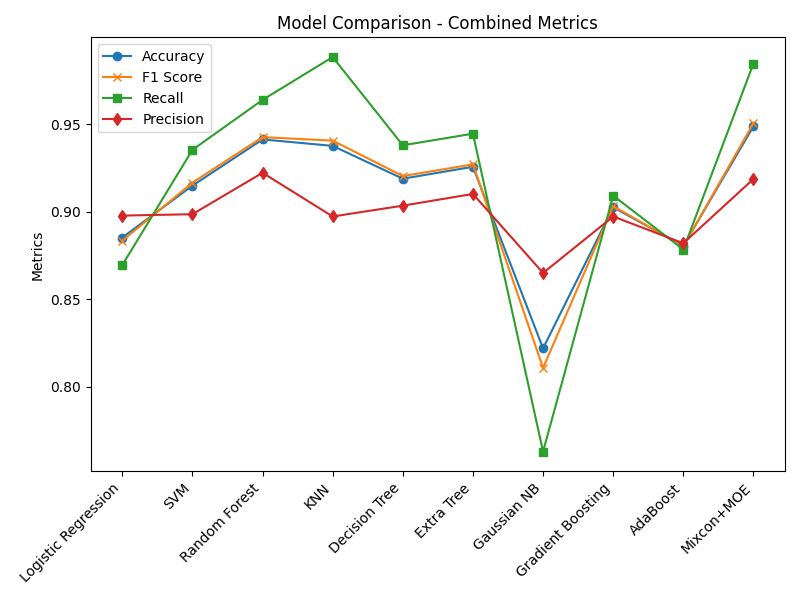 Model Comparison - Combined Metrics
Accuracy
F1 Score
Recall
Precision
0.95
0.90
0.85
0.80
Metrics
Logistic Regression
SVM
Random Forest
KNN
Decision Tree
Extra Tree
Gaussian NB
Gradient Boosting
AdaBoost
Mixcon+MOE